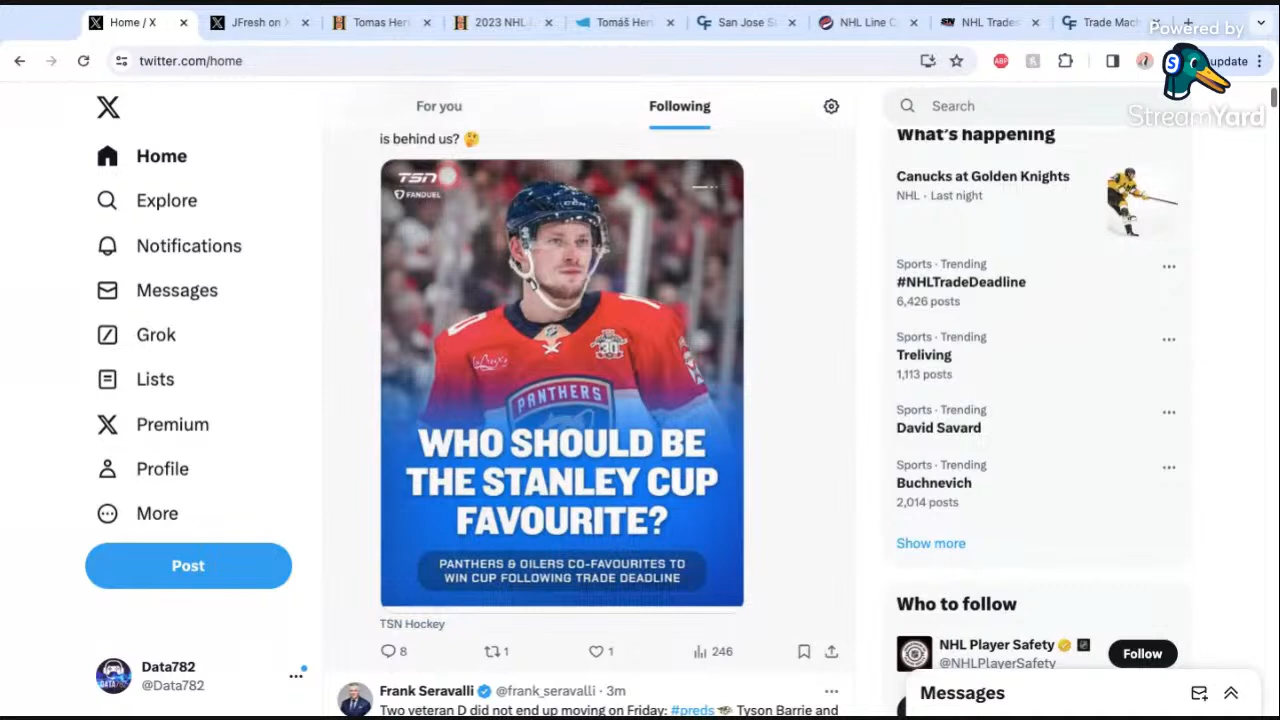 Home / X
JFresh on X
Tomas Her
2023 NHL
Tomáš Her
San Jose S
NHL Line C
NHL Trades
Trade Mach
Powered by
StreamYard
twitter.com/home
ABP
update
For you
Following
Search
Home
Explore
Notifications
Messages
Grok
Lists
Premium
Profile
More
Post
Data782
@Data782
is behind us? 🤔
TSN
FANDUEL
PANTHERS
WHO SHOULD BE
THE STANLEY CUP
FAVOURITE?
PANTHERS & OILERS CO-FAVOURITES TO
WIN CUP FOLLOWING TRADE DEADLINE
TSN Hockey
8
1
1
246
Frank Seravalli @frank_seravalli · 3m
Two veteran D did not end up moving on Friday: #preds Tyson Barrie and
What's happening
Canucks at Golden Knights
NHL · Last night
Sports · Trending
#NHLTradeDeadline
6,426 posts
Sports · Trending
Treliving
1,113 posts
Sports · Trending
David Savard
Sports · Trending
Buchnevich
2,014 posts
Show more
Who to follow
NHL Player Safety
@NHLPlayerSafety
Follow
Messages